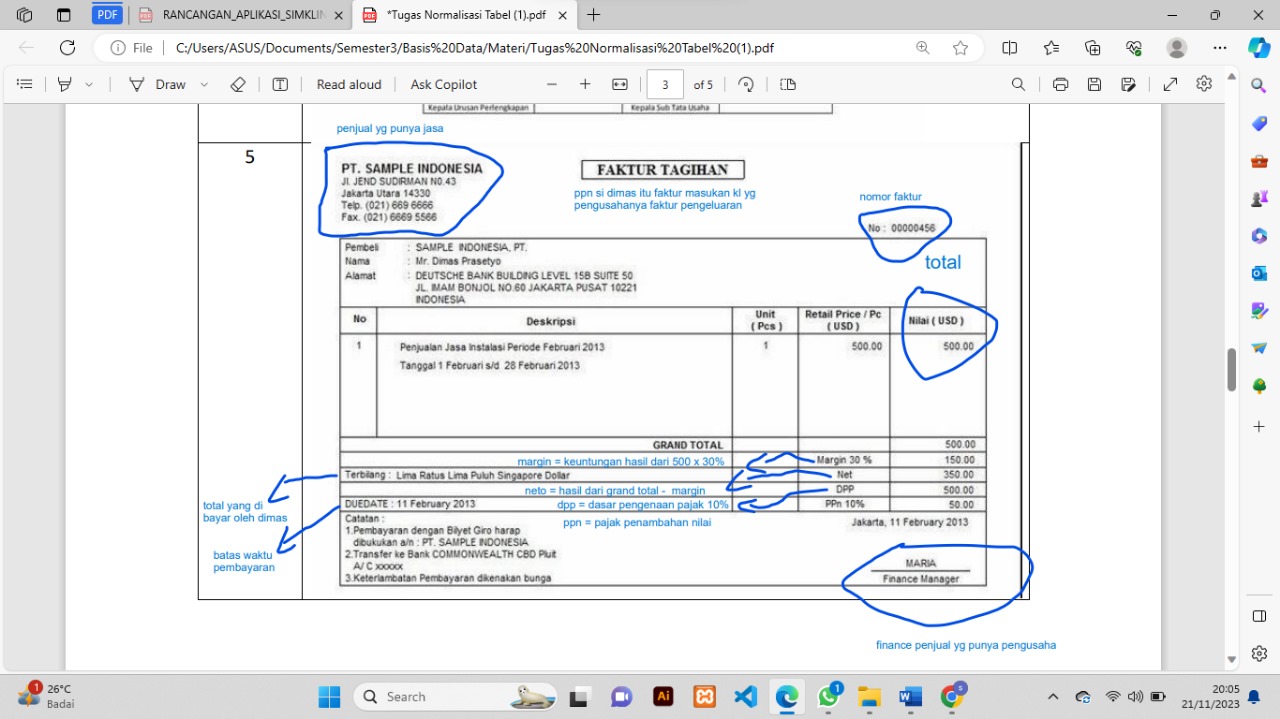 PDF
RANCANGAN_APLIKASI_SIMKLIN
*Tugas Normalisasi Tabel (1).pdf
File
C:/Users/ASUS/Documents/Semester3/Basis%20Data/Materi/Tugas%20Normalisasi%20Tabel%20(1).pdf
Draw
Read aloud
Ask Copilot
3 of 5
Kepala Urusan Perlengkapan Kepala Sub Tata Usaha
penjual yg punya jasa
5
PT. SAMPLE INDONESIA
Jl. JEND SUDIRMAN N0.43
Jakarta Utara 14330
Telp. (021) 669 6666
Fax. (021) 6669 5566
FAKTUR TAGIHAN
ppn si dimas itu faktur masukan kl yg
pengusahanya faktur pengeluaran
nomor faktur
No : 00000456
total
Pembeli : SAMPLE INDONESIA, PT.
Nama : Mr. Dimas Prasetyo
Alamat : DEUTSCHE BANK BUILDING LEVEL 15B SUITE 50
JL. IMAM BONJOL NO.60 JAKARTA PUSAT 10221
INDONESIA
No Deskripsi Unit ( Pcs ) Retail Price / Pc ( USD ) Nilai ( USD )
1 Penjualan Jasa Instalasi Periode Februari 2013 1 500.00 500.00
Tanggal 1 Februari s/d 28 Februari 2013
GRAND TOTAL 500.00
margin = keuntungan hasil dari 500 x 30% Margin 30 % 150.00
Terbilang : Lima Ratus Lima Puluh Singapore Dollar Net 350.00
neto = hasil dari grand total - margin DPP 500.00
DUEDATE : 11 February 2013 dpp = dasar pengenaan pajak 10% PPn 10% 50.00
total yang di
bayar oleh dimas
batas waktu
pembayaran
Catatan :
ppn = pajak penambahan nilai
Jakarta, 11 February 2013
1.Pembayaran dengan Bilyet Giro harap
dibukukan a/n : PT. SAMPLE INDONESIA
2.Transfer ke Bank COMMONWEALTH CBD Pluit
A/ C xxxxx
3.Keterlambatan Pembayaran dikenakan bunga
MARIA
Finance Manager
finance penjual yg punya pengusaha
1
26°C
Badai
Search
Ai
1
20:05
21/11/2023